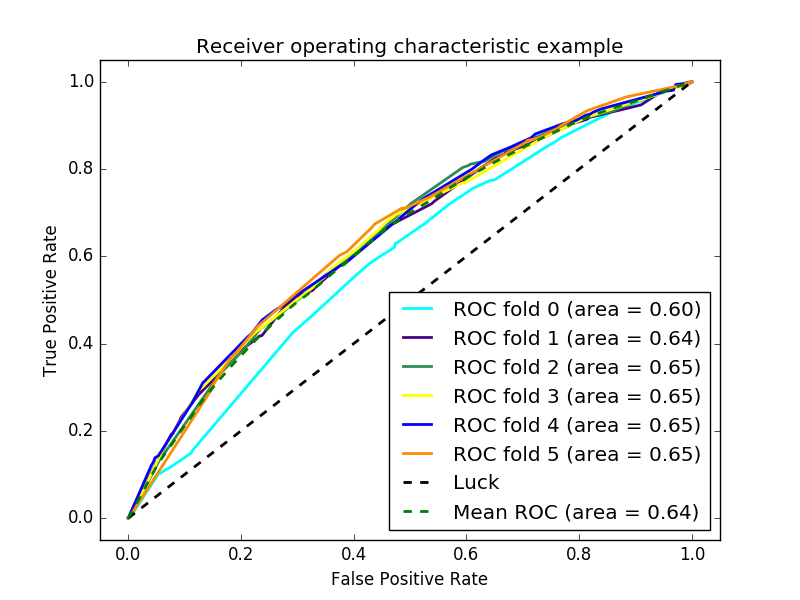 Receiver operating characteristic example
True Positive Rate
1.0
0.8
0.6
0.4
0.2
0.0
ROC fold 0 (area = 0.60)
ROC fold 1 (area = 0.64)
ROC fold 2 (area = 0.65)
ROC fold 3 (area = 0.65)
ROC fold 4 (area = 0.65)
ROC fold 5 (area = 0.65)
Luck
Mean ROC (area = 0.64)
0.0 0.2 0.4 0.6 0.8 1.0
False Positive Rate